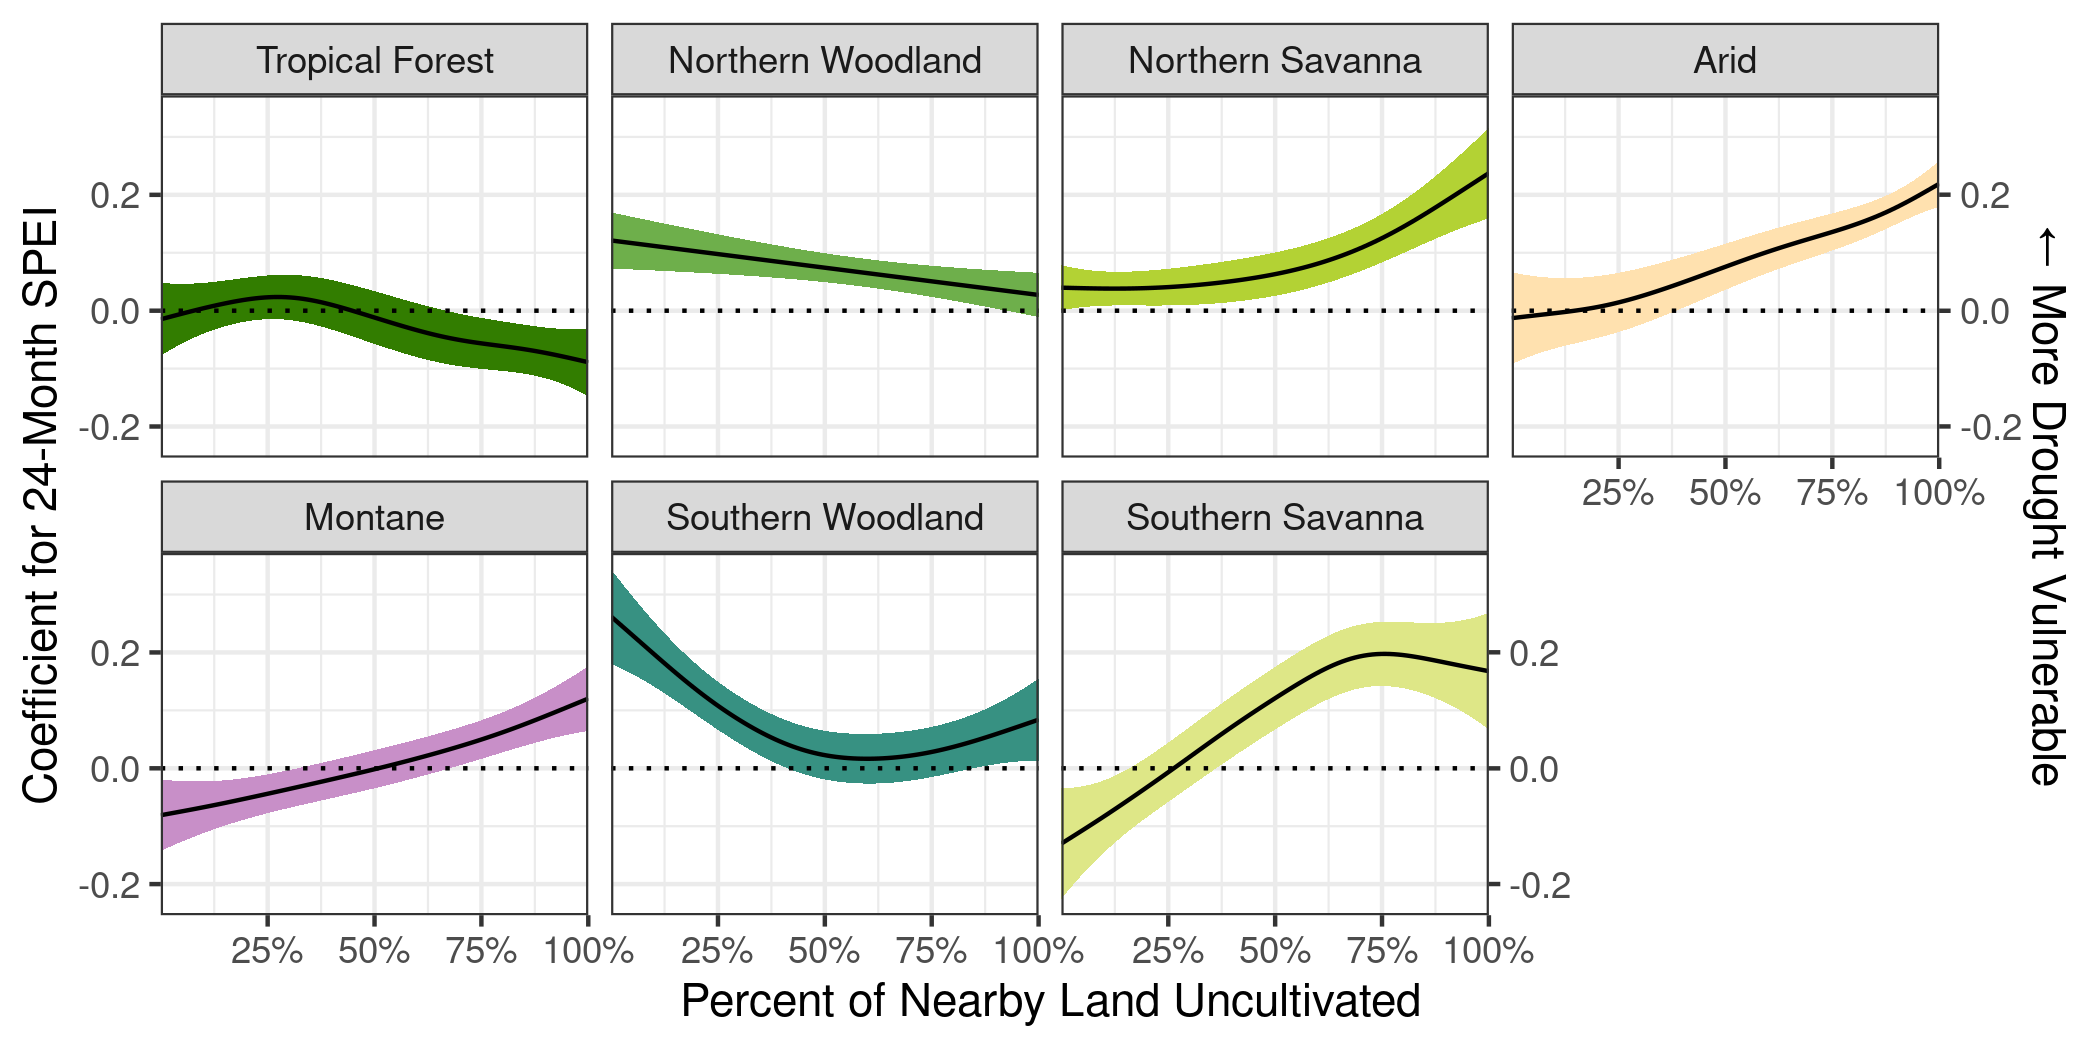 Tropical Forest
Northern Woodland
Northern Savanna
Arid
0.2
0.0
-0.2
0.2
0.0
-0.2
25% 50% 75% 100%
Montane
Southern Woodland
Southern Savanna
0.2
0.0
-0.2
0.2
0.0
-0.2
25% 50% 75% 100%
25% 50% 75% 100%
25% 50% 75% 100%
Percent of Nearby Land Uncultivated
Coefficient for 24-Month SPEI
← More Drought Vulnerable